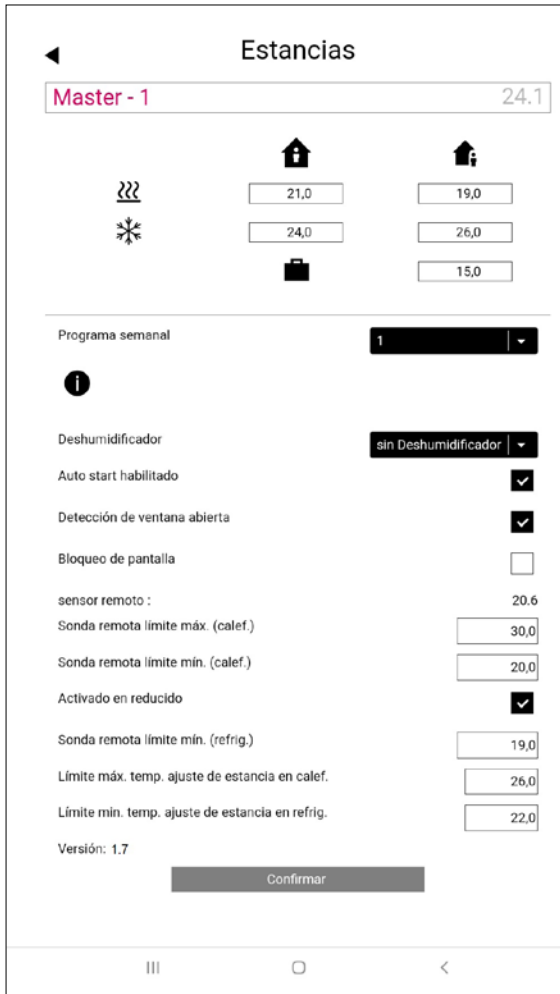 Estancias
Master - 1 24.1
21,0 19,0
24,0 26,0
15,0
Programa semanal 1
Deshumidificador sin Deshumidificador
Auto start habilitado
Detección de ventana abierta
Bloqueo de pantalla
sensor remoto : 20.6
Sonda remota límite máx. (calef.) 30,0
Sonda remota límite mín. (calef.) 20,0
Activado en reducido
Sonda remota límite mín. (refrig.) 19,0
Límite máx. temp. ajuste de estancia en calef. 26,0
Límite min. temp. ajuste de estancia en refrig. 22,0
Versión: 1.7
Confirmar